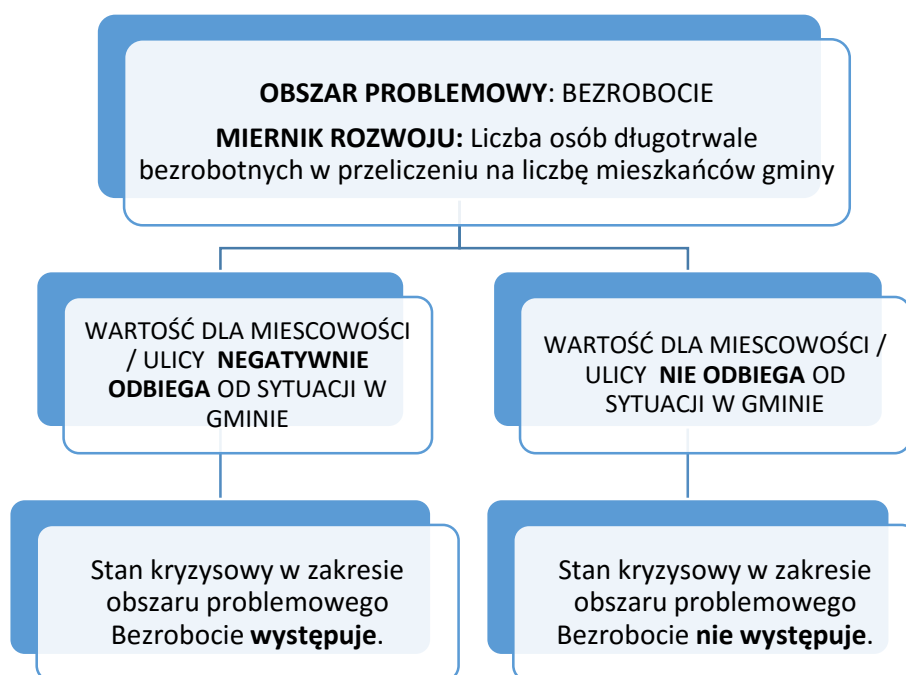 OBSZAR PROBLEMOWY: BEZROBOCIE
MIERNIK ROZWOJU: Liczba osób długotrwale
bezrobotnych w przeliczeniu na liczbę mieszkańców gminy
WARTOŚĆ DLA MIESCOWOŚCI
/ ULICY NEGATYWNIE
ODBIEGA OD SYTUACJI W
GMINIE
WARTOŚĆ DLA MIESCOWOŚCI /
ULICY NIE ODBIEGA OD
SYTUACJI W GMINIE
Stan kryzysowy w zakresie
obszaru problemowego
Bezrobocie występuje.
Stan kryzysowy w zakresie
obszaru problemowego
Bezrobocie nie występuje.